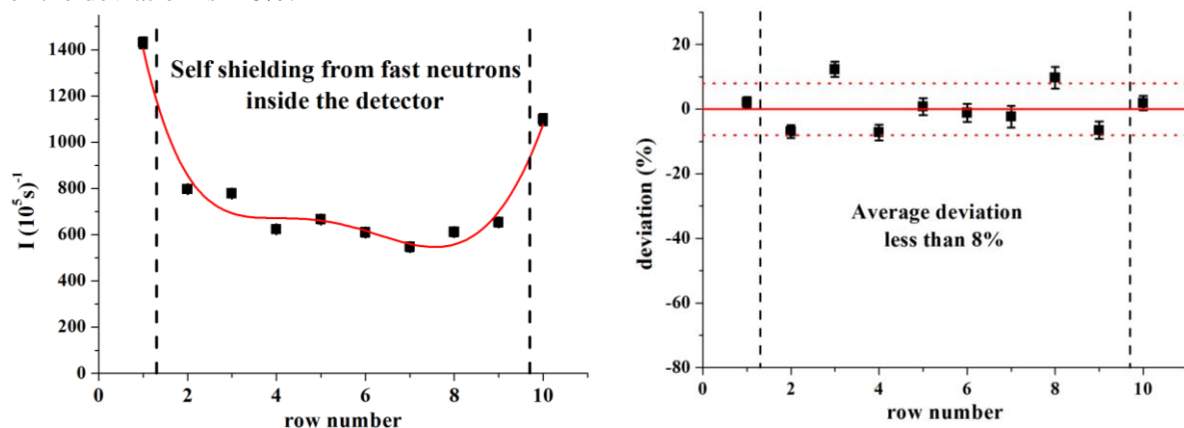 1400
1200
1000
800
600
400
200
0
I (10⁵s)⁻¹
Self shielding from fast neutrons
inside the detector
0 2 4 6 8 10
row number
20
0
-20
-40
-60
-80
deviation (%)
Average deviation
less than 8%
0 2 4 6 8 10
row number